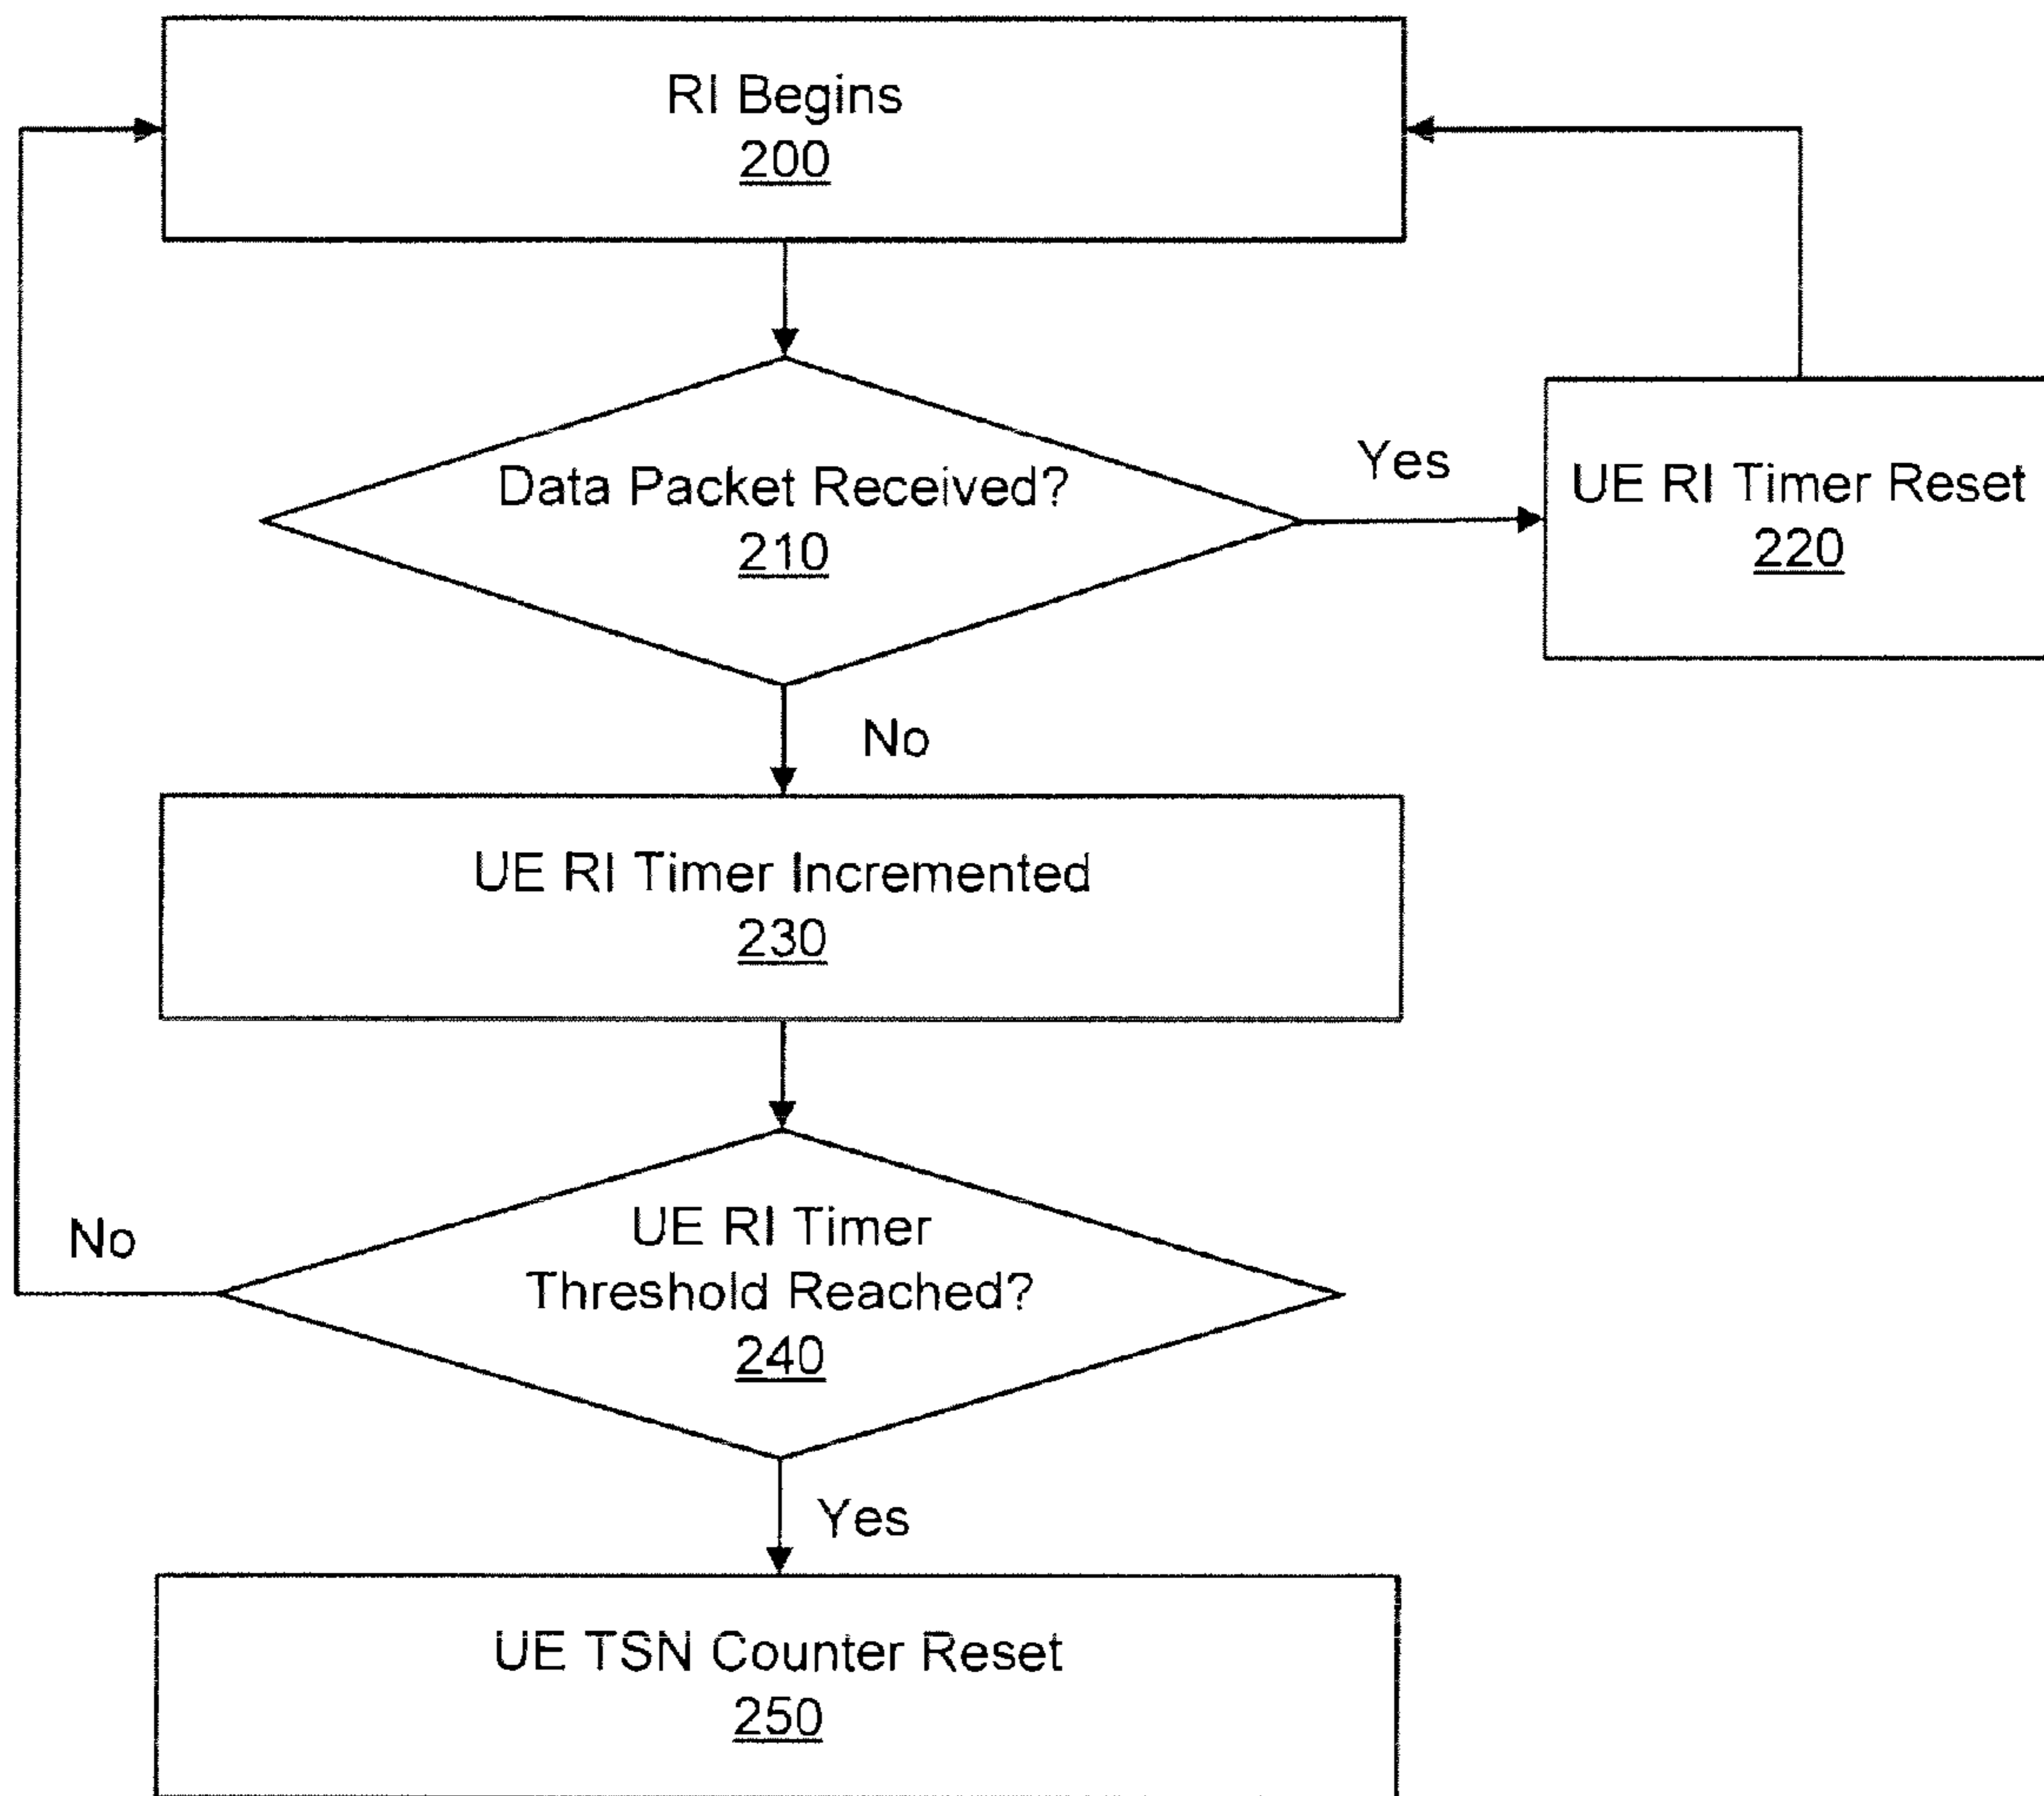 RI Begins
200
Data Packet Received?
210
Yes
UE RI Timer Reset
220
No
UE RI Timer Incremented
230
UE RI Timer
Threshold Reached?
240
No
Yes
UE TSN Counter Reset
250